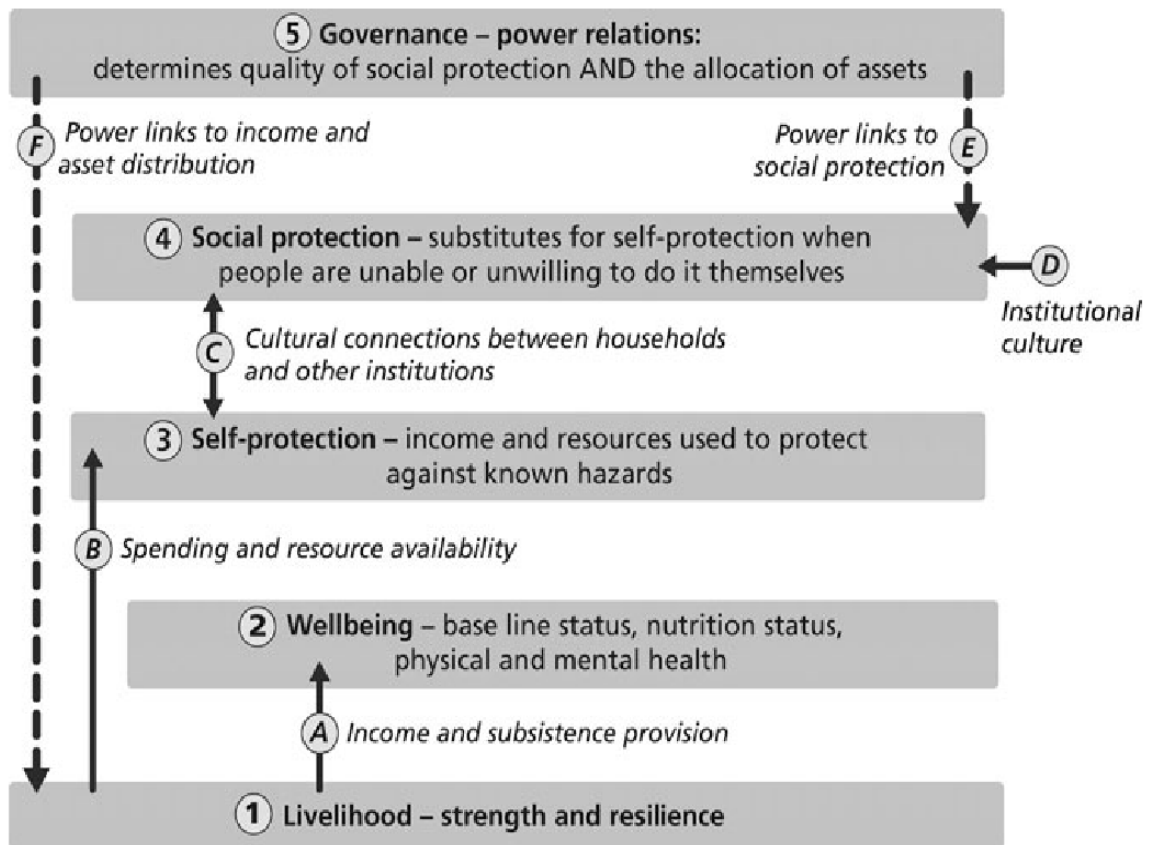 5 Governance – power relations:
determines quality of social protection AND the allocation of assets
F Power links to income and
asset distribution
Power links to
social protection
E
4 Social protection – substitutes for self-protection when
people are unable or unwilling to do it themselves
D
Institutional
culture
C
Cultural connections between households
and other institutions
3 Self-protection – income and resources used to protect
against known hazards
B Spending and resource availability
2 Wellbeing – base line status, nutrition status,
physical and mental health
A Income and subsistence provision
1 Livelihood – strength and resilience